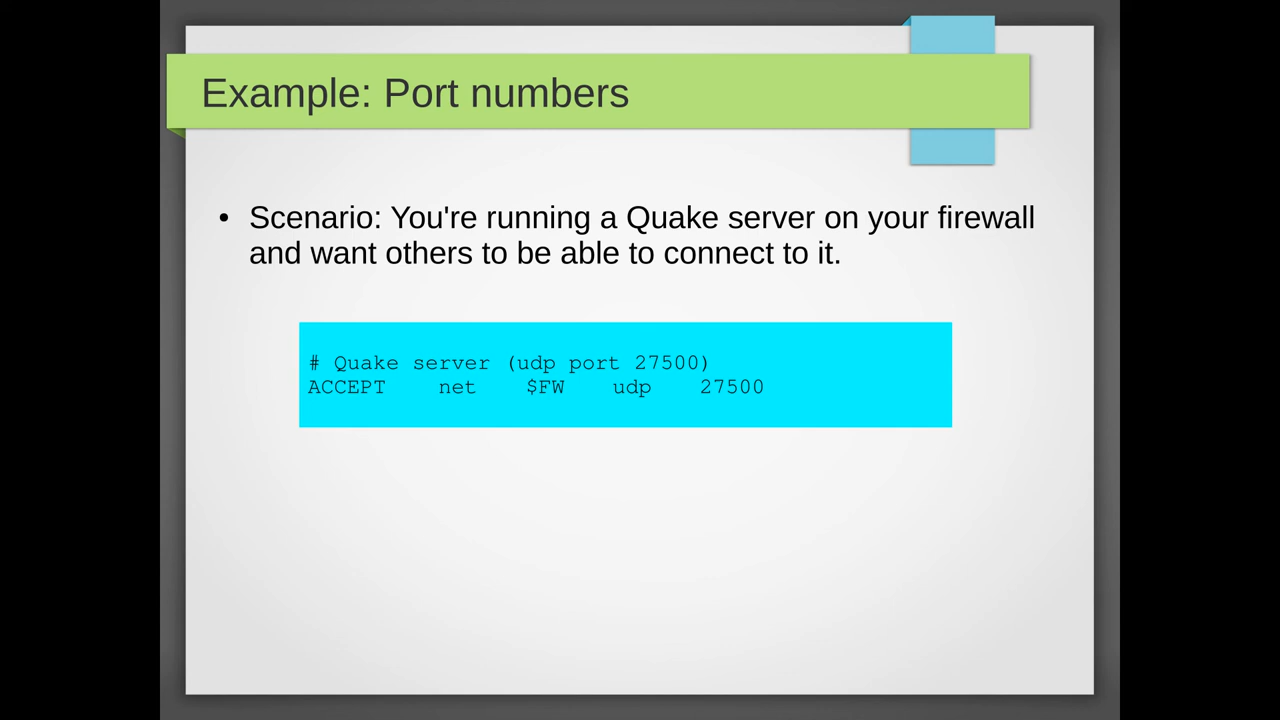 Example: Port numbers
• Scenario: You're running a Quake server on your firewall
and want others to be able to connect to it.
# Quake server (udp port 27500)
ACCEPT    net    $FW    udp    27500